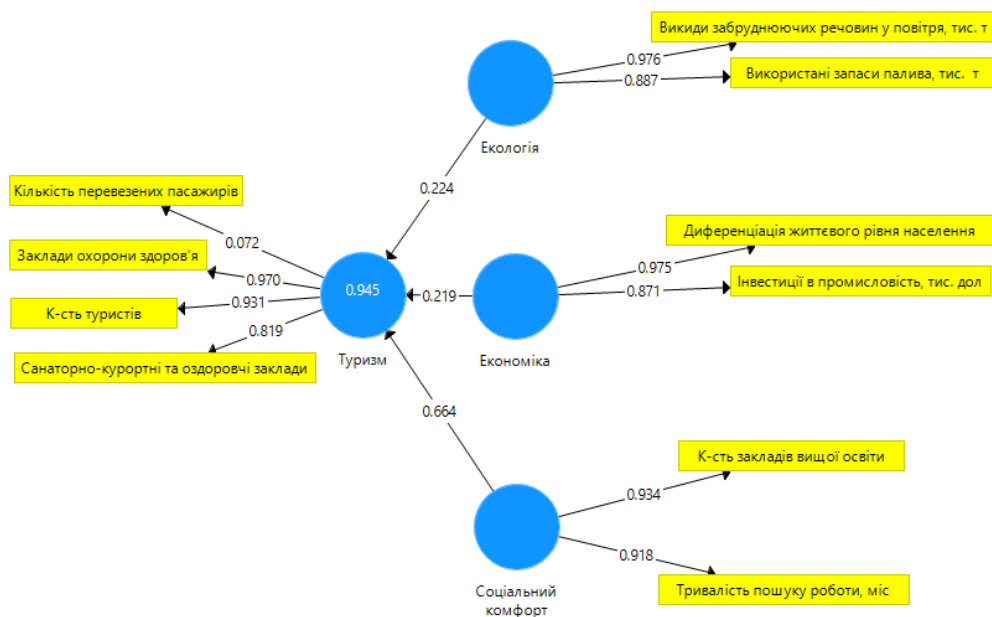 Викиди забруднюючих речовин у повітря, тис. т
0.976
Використані запаси палива, тис. т
0.887
Екологія
0.224
Кількість перевезених пасажирів
0.072
Заклади охорони здоров'я
0.970
К-сть туристів
0.931
Санаторно-курортні та оздоровчі заклади
0.819
0.945
Туризм
0.219
Диференціація життєвого рівня населення
0.975
Інвестиції в промисловість, тис. дол
0.871
Економіка
0.664
К-сть закладів вищої освіти
0.934
0.918
Тривалість пошуку роботи, міс
Соціальний
комфорт